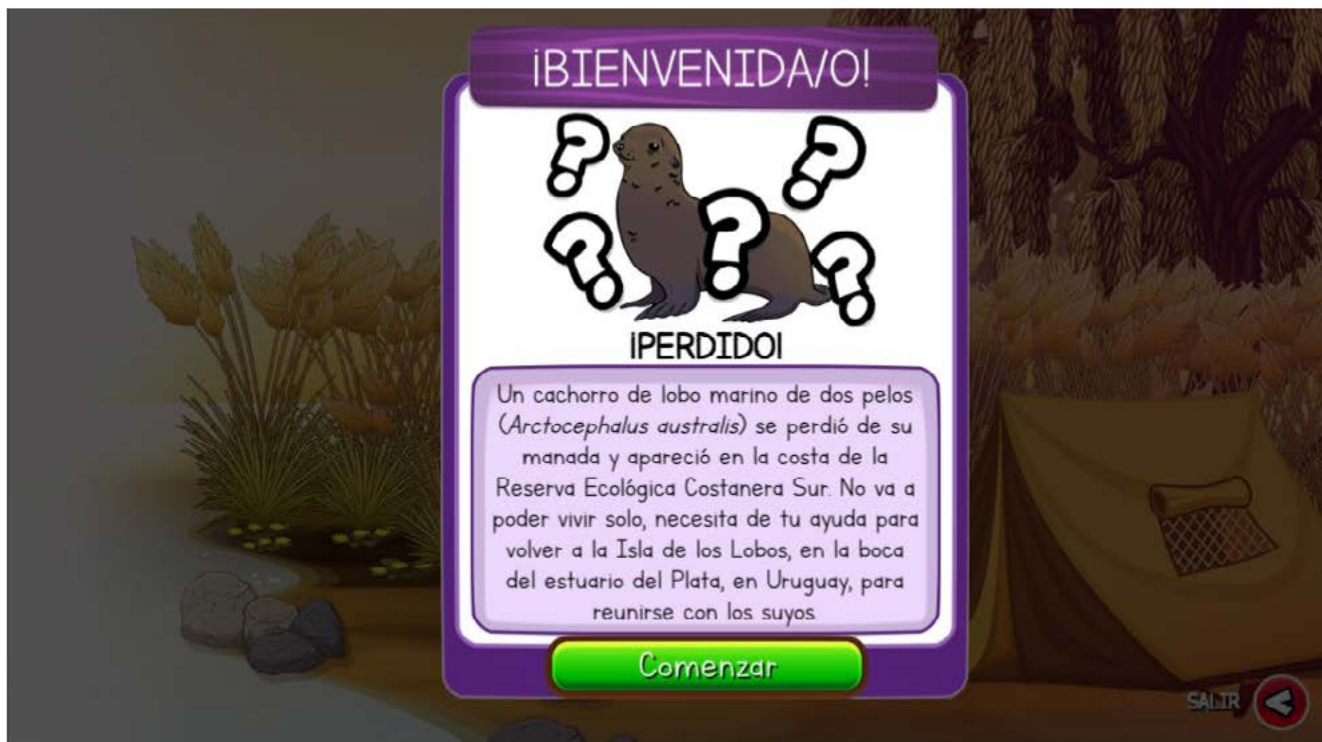 ¡BIENVENIDA/O!
?
?
?
?
?
¡PERDIDO!
Un cachorro de lobo marino de dos pelos
(Arctocephalus australis) se perdió de su
manada y apareció en la costa de la
Reserva Ecológica Costanera Sur. No va a
poder vivir solo, necesita de tu ayuda para
volver a la Isla de los Lobos, en la boca
del estuario del Plata, en Uruguay, para
reunirse con los suyos.
Comenzar
SALIR